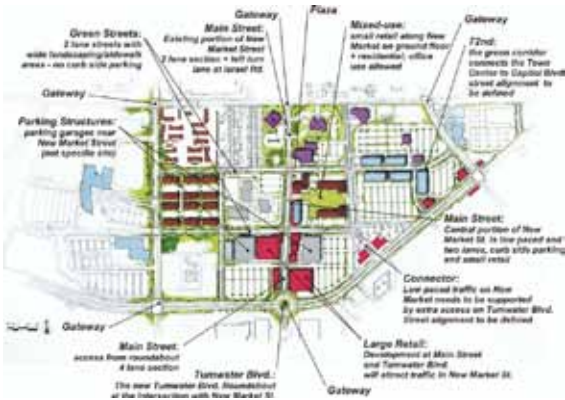 Gateway
Plaza
Green Streets:
2 lane streets with
wide landscaping/sidewalk
areas - no curb side parking
Main Street:
Existing portion of New
Market Street
2 lane section + left turn
lane at Israel Rd.
Mixed-use:
small retail along New
Market on ground floor
+ residential, office
use allowed
Gateway
72nd:
the green corridor
connects the Town
Center to Capitol Blvd
street alignment to
be defined
Gateway
Parking Structures:
parking garages near
New Market Street
(not specific site)
Main Street:
Central portion of New
Market St. is low paced and
two lanes, curb side parking
and small retail
Connector:
Low paced traffic on New
Market needs to be supported
by extra access on Tumwater Blvd.
Street alignment to be defined
Gateway
Main Street:
access from roundabout
4 lane section
Large Retail:
Development at Main Street
and Tumwater Blvd.
will attract traffic in New Market St.
Tumwater Blvd.:
The new Tumwater Blvd. Roundabout
at the intersection with New Market St.
Gateway